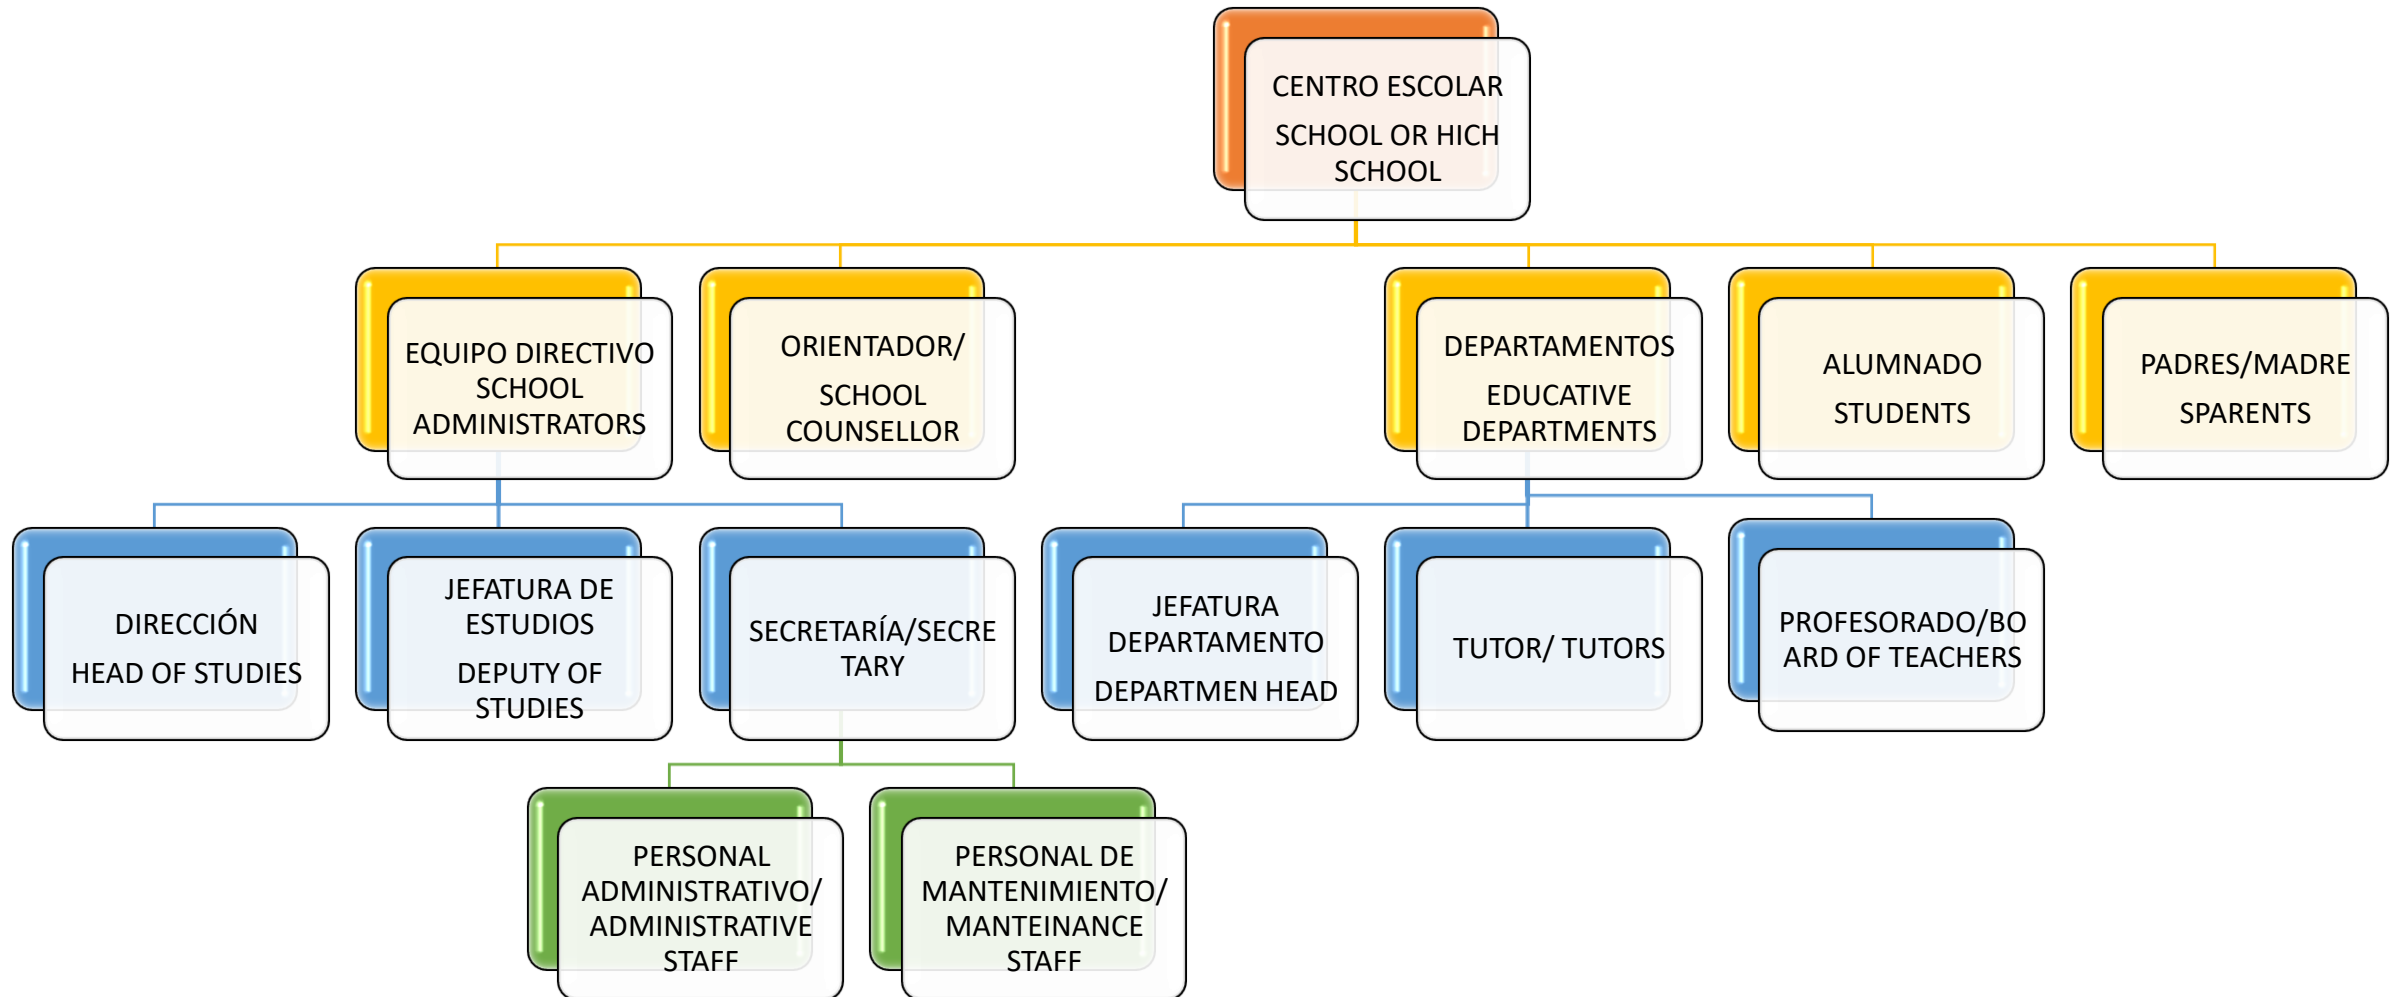 CENTRO ESCOLAR
SCHOOL OR HICH
SCHOOL
EQUIPO DIRECTIVO
SCHOOL
ADMINISTRATORS
ORIENTADOR/
SCHOOL
COUNSELLOR
DEPARTAMENTOS
EDUCATIVE
DEPARTMENTS
ALUMNADO
STUDENTS
PADRES/MADRE
SPARENTS
DIRECCIÓN
HEAD OF STUDIES
JEFATURA DE
ESTUDIOS
DEPUTY OF
STUDIES
SECRETARÍA/SECRE
TARY
JEFATURA
DEPARTAMENTO
DEPARTMEN HEAD
TUTOR/ TUTORS
PROFESORADO/BO
ARD OF TEACHERS
PERSONAL
ADMINISTRATIVO/
ADMINISTRATIVE
STAFF
PERSONAL DE
MANTENIMIENTO/
MANTEINANCE
STAFF